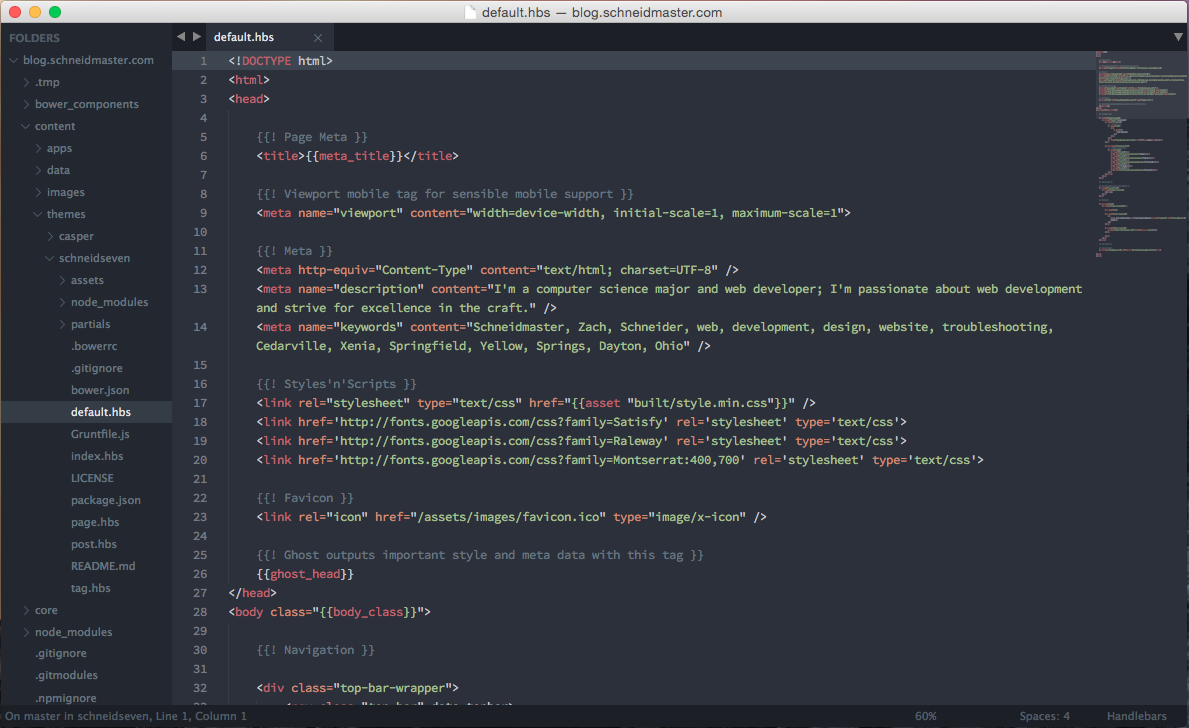 default.hbs — blog.schneidmaster.com
FOLDERS
blog.schneidmaster.com
.tmp
bower_components
content
apps
data
images
themes
casper
schneidseven
assets
node_modules
partials
.bowerrc
.gitignore
bower.json
default.hbs
Gruntfile.js
index.hbs
LICENSE
package.json
page.hbs
post.hbs
README.md
tag.hbs
core
node_modules
.gitignore
.gitmodules
.npmignore
default.hbs
1 <!DOCTYPE html>
2 <html>
3 <head>
4
5 {{! Page Meta }}
6 <title>{{meta_title}}</title>
7
8 {{! Viewport mobile tag for sensible mobile support }}
9 <meta name="viewport" content="width=device-width, initial-scale=1, maximum-scale=1">
10
11 {{! Meta }}
12 <meta http-equiv="Content-Type" content="text/html; charset=UTF-8" />
13 <meta name="description" content="I'm a computer science major and web developer; I'm passionate about web development
and strive for excellence in the craft." />
14 <meta name="keywords" content="Schneidmaster, Zach, Schneider, web, development, design, website, troubleshooting,
Cedarville, Xenia, Springfield, Yellow, Springs, Dayton, Ohio" />
15
16 {{! Styles'n'Scripts }}
17 <link rel="stylesheet" type="text/css" href="{{asset "built/style.min.css"}}" />
18 <link href='http://fonts.googleapis.com/css?family=Satisfy' rel='stylesheet' type='text/css'>
19 <link href='http://fonts.googleapis.com/css?family=Raleway' rel='stylesheet' type='text/css'>
20 <link href='http://fonts.googleapis.com/css?family=Montserrat:400,700' rel='stylesheet' type='text/css'>
21
22 {{! Favicon }}
23 <link rel="icon" href="/assets/images/favicon.ico" type="image/x-icon" />
24
25 {{! Ghost outputs important style and meta data with this tag }}
26 {{ghost_head}}
27 </head>
28 <body class="{{body_class}}">
29
30 {{! Navigation }}
31
32 <div class="top-bar-wrapper">
On master in schneidseven, Line 1, Column 1
60%
Spaces: 4
Handlebars